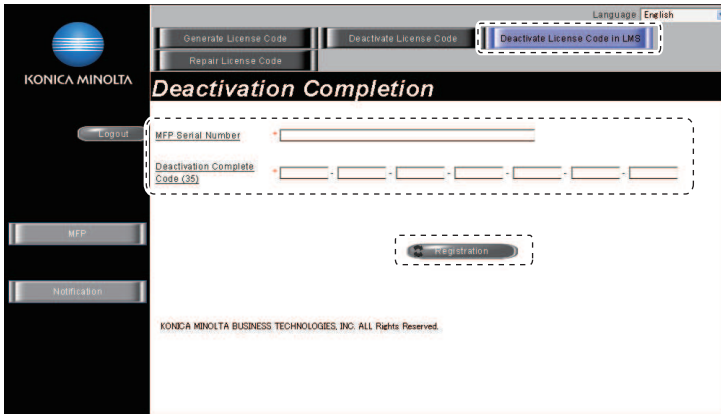 Language English
Generate License Code Deactivate License Code Deactivate License Code in LMS
Repair License Code
KONICA MINOLTA
Deactivation Completion
Logout
MFP Serial Number *
Deactivation Complete
Code (35) * - - - - - -
MFP
Registration
Notification
KONICA MINOLTA BUSINESS TECHNOLOGIES, INC. ALL Rights Reserved.